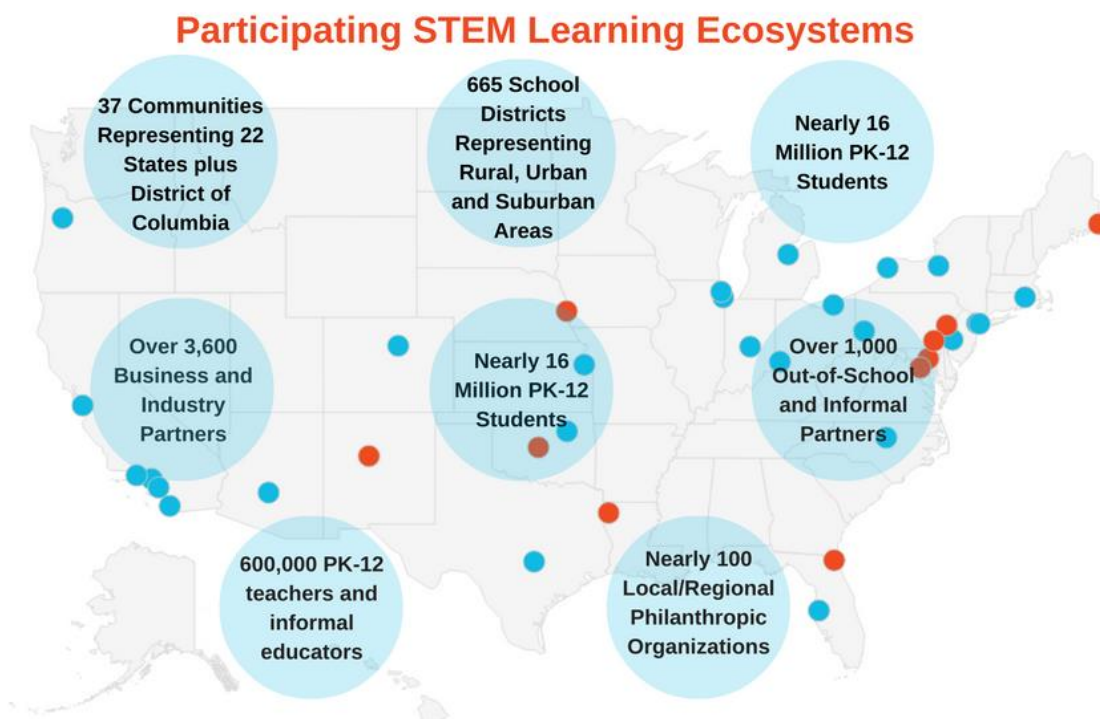 Participating STEM Learning Ecosystems
37 Communities
Representing 22
States plus
District of
Columbia
665 School
Districts
Representing
Rural, Urban
and Suburban
Areas
Nearly 16
Million PK-12
Students
Over 3,600
Business and
Industry
Partners
Nearly 16
Million PK-12
Students
Over 1,000
Out-of-School
and Informal
Partners
600,000 PK-12
teachers and
informal
educators
Nearly 100
Local/Regional
Philanthropic
Organizations